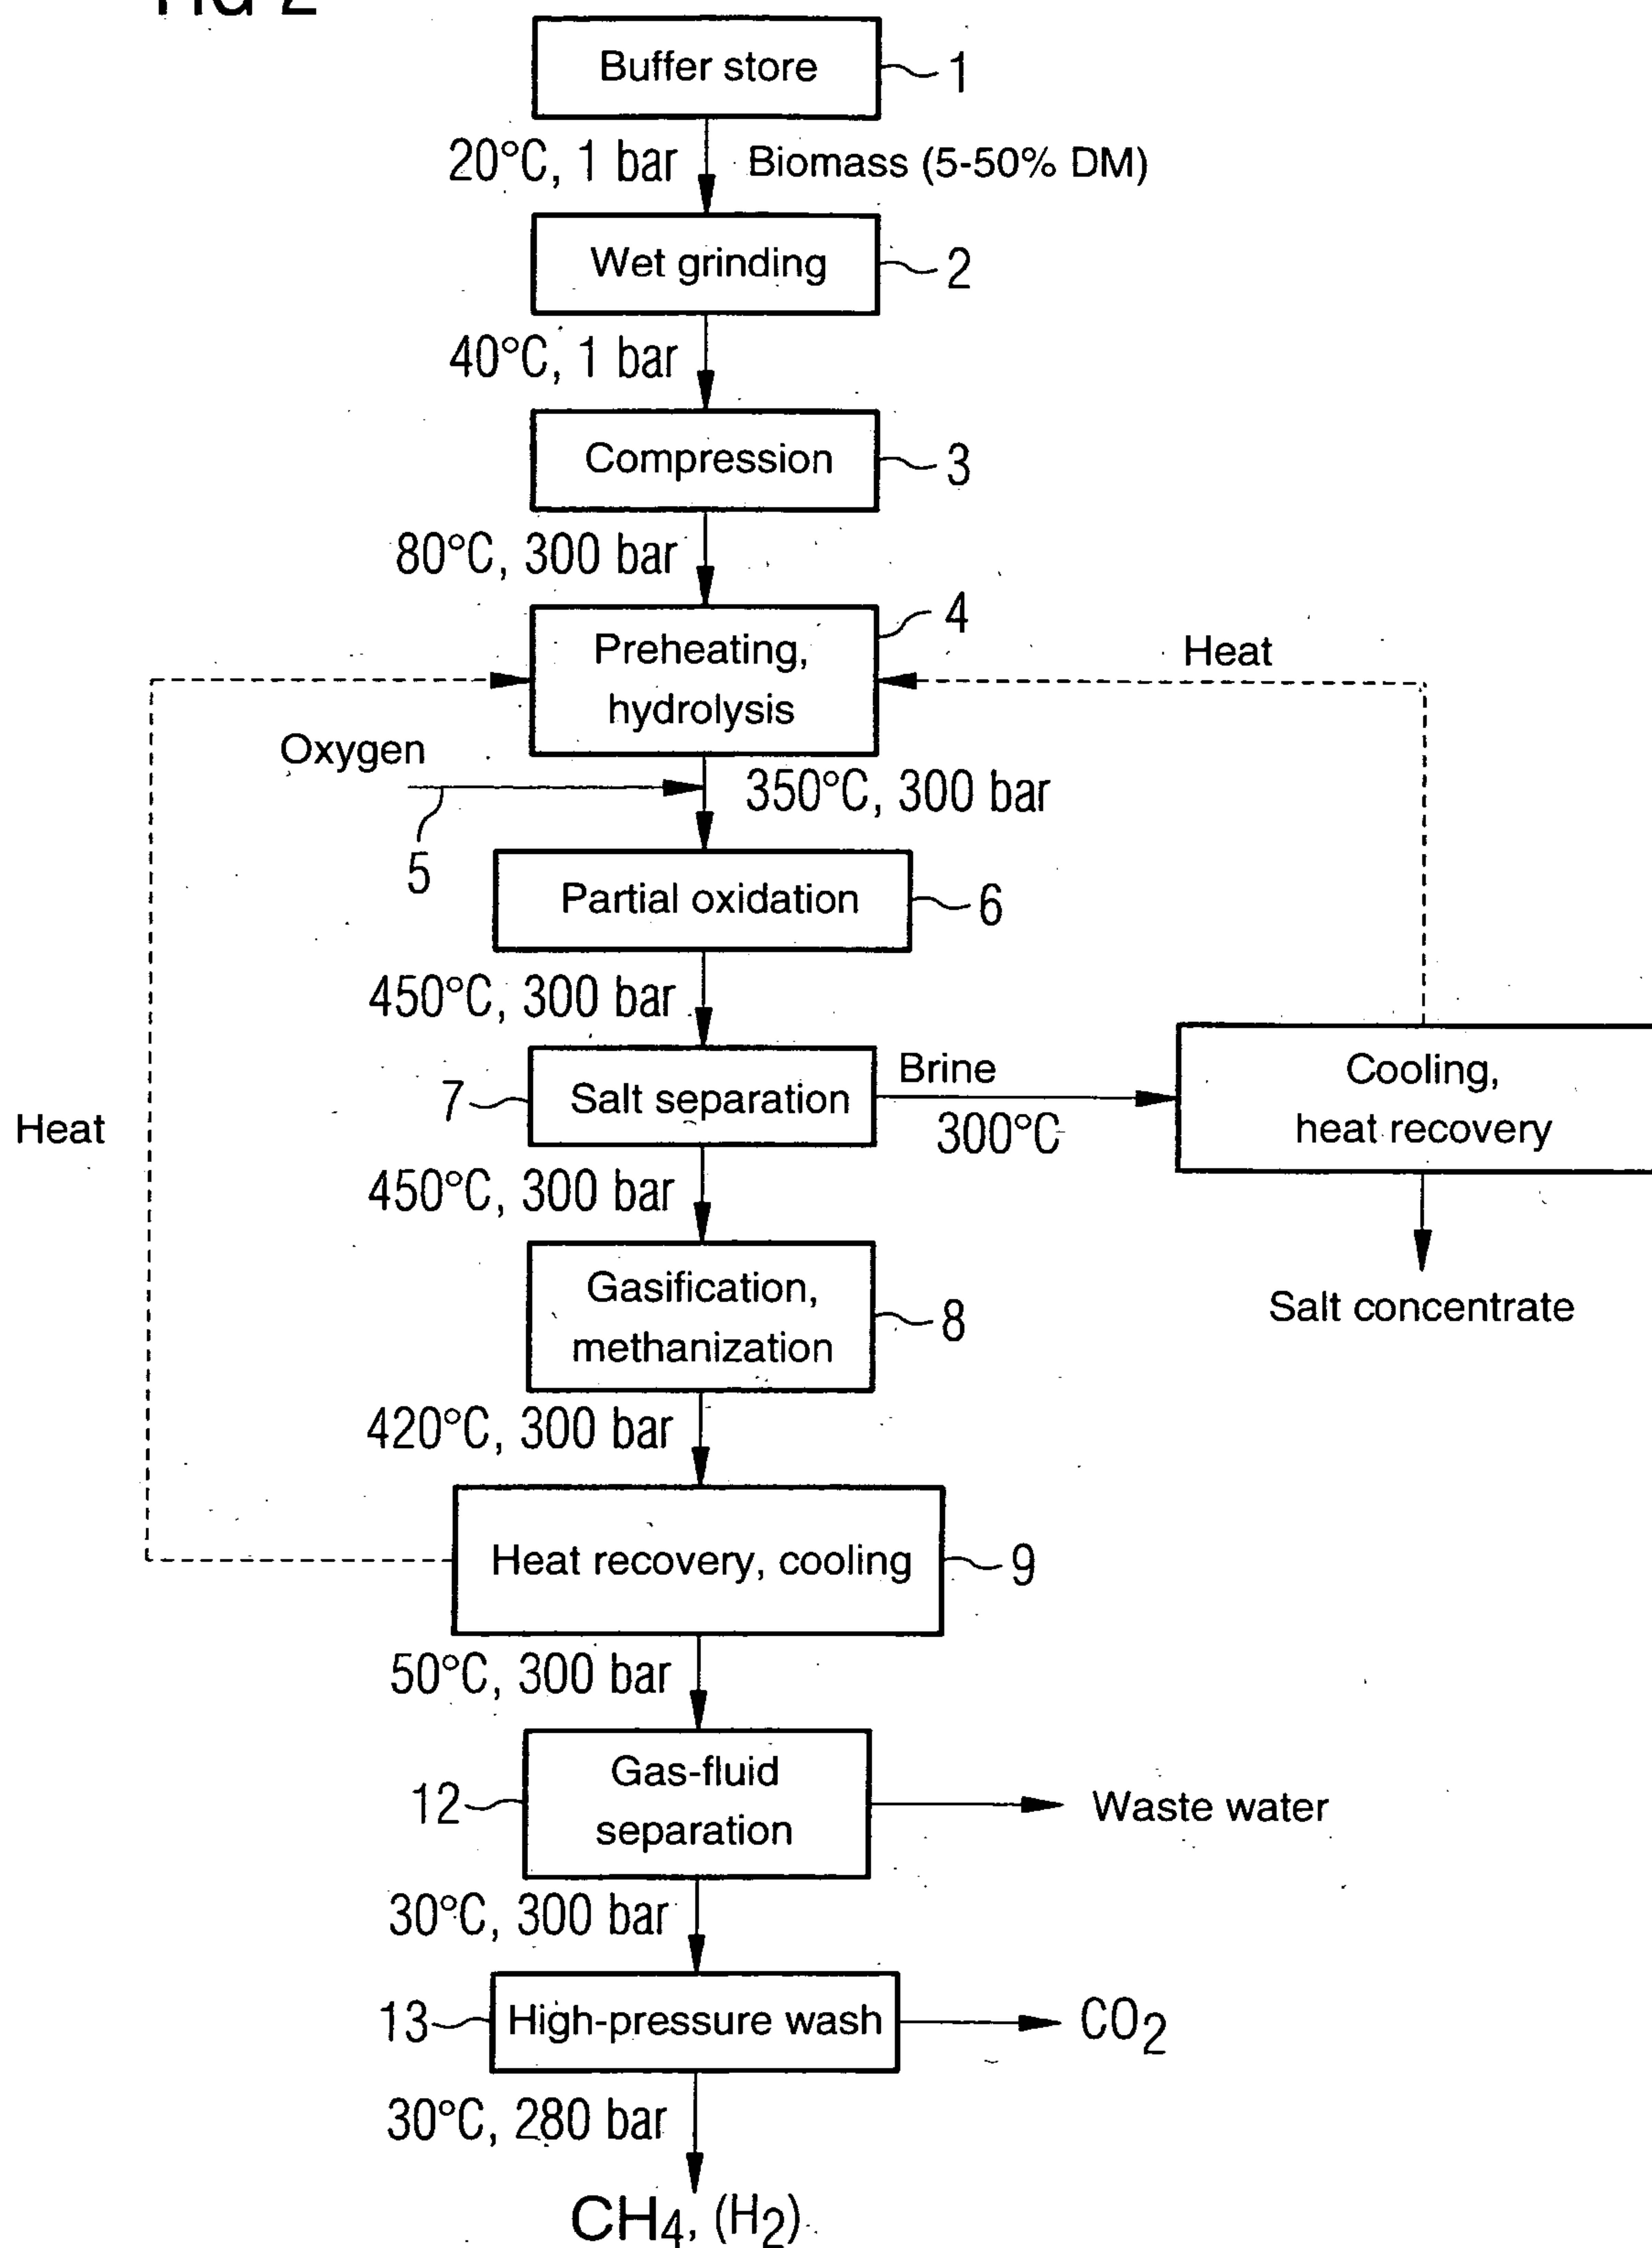 Buffer store
1
20°C, 1 bar
Biomass (5-50% DM)
Wet grinding
2
40°C, 1 bar
Compression
3
80°C, 300 bar
Preheating,
hydrolysis
4
Heat
Oxygen
5
350°C, 300 bar
Partial oxidation
6
450°C, 300 bar
7
Salt separation
Brine
300°C
Cooling,
heat recovery
Heat
450°C, 300 bar
Salt concentrate
Gasification,
methanization
8
420°C, 300 bar
Heat recovery, cooling
9
50°C, 300 bar
12
Gas-fluid
separation
Waste water
30°C, 300 bar
13
High-pressure wash
CO2
30°C, 280 bar
CH4, (H2)